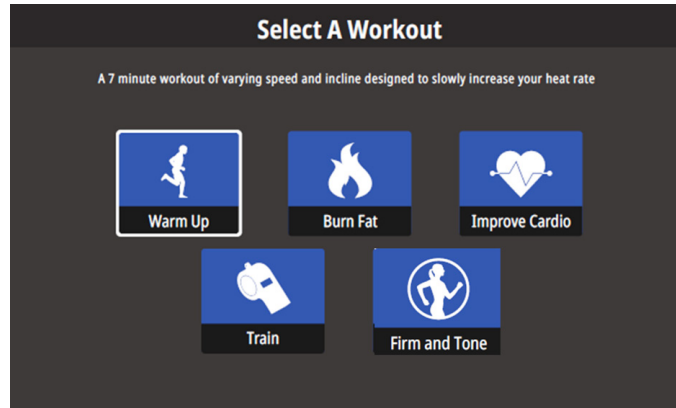 Select A Workout
A 7 minute workout of varying speed and incline designed to slowly increase your heat rate
Warm Up
Burn Fat
Improve Cardio
Train
Firm and Tone